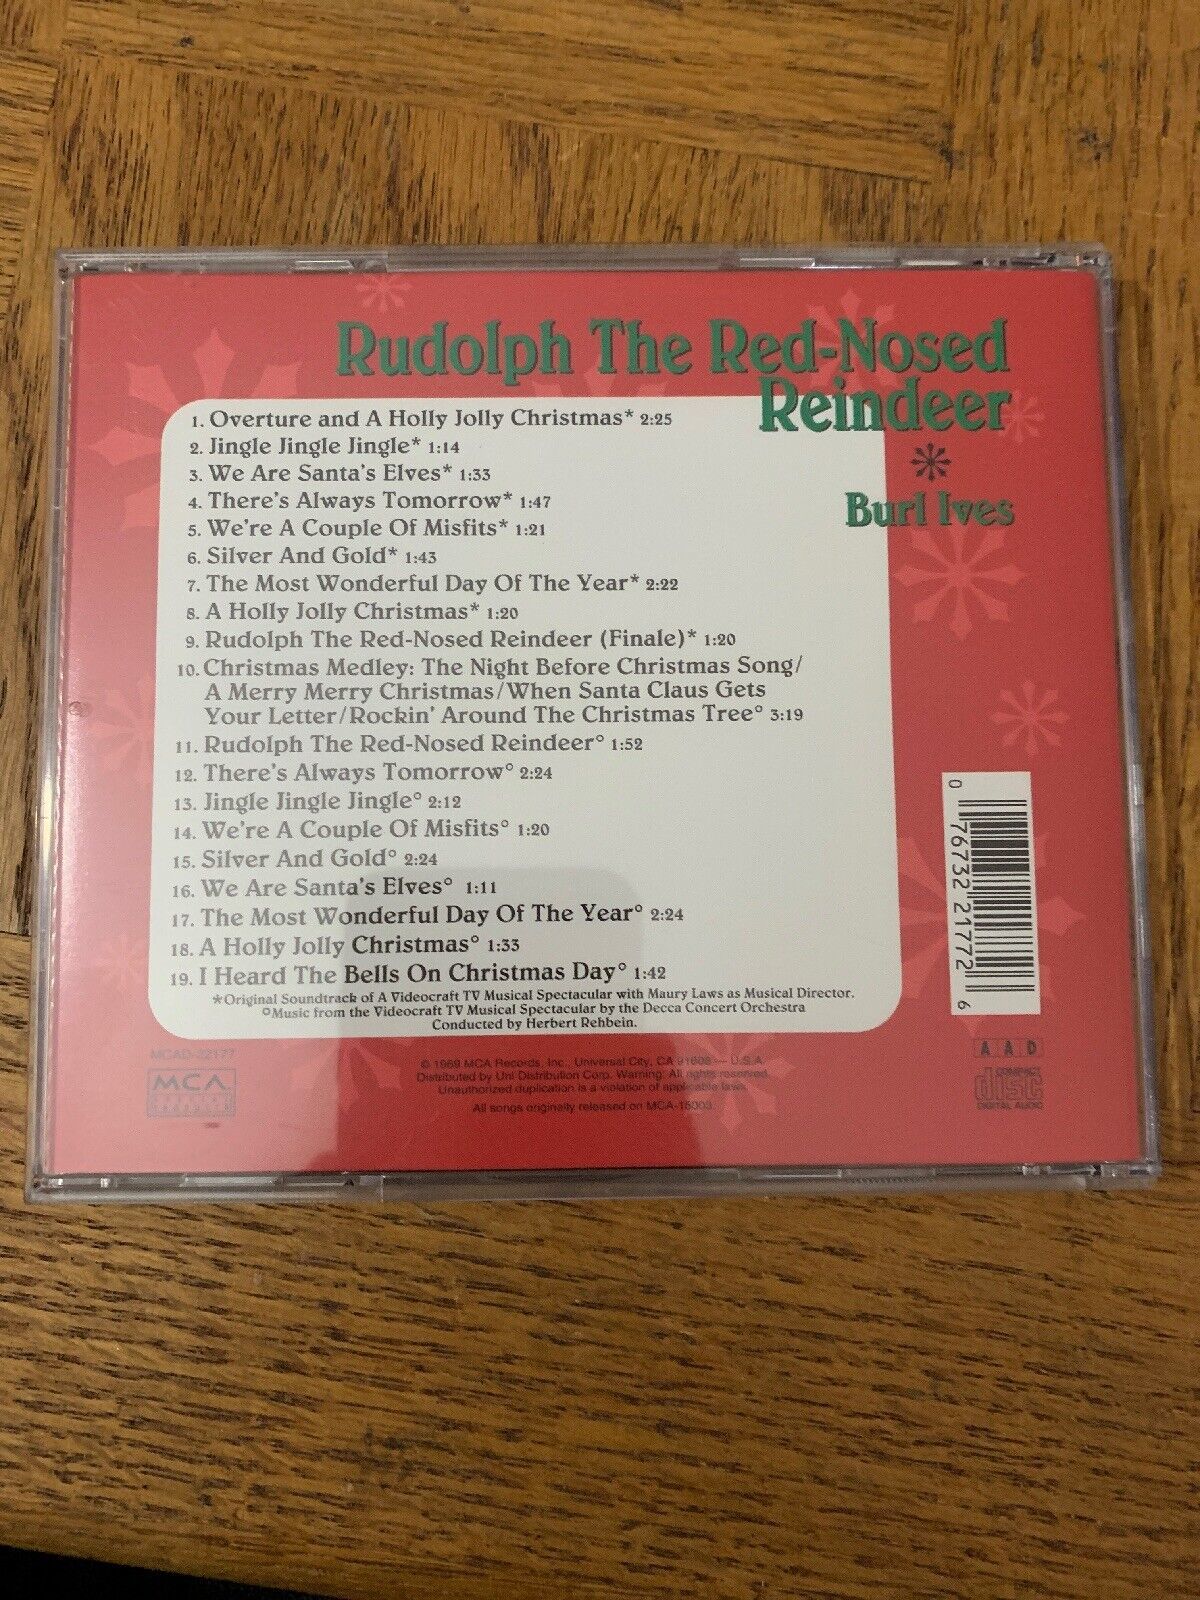 Rudolph The Red-Nosed
Reindeer
Burl Ives
1. Overture and A Holly Jolly Christmas* 2:25
2. Jingle Jingle Jingle* 1:14
3. We Are Santa's Elves* 1:33
4. There's Always Tomorrow* 1:47
5. We're A Couple Of Misfits* 1:21
6. Silver And Gold* 1:43
7. The Most Wonderful Day Of The Year* 2:22
8. A Holly Jolly Christmas* 1:20
9. Rudolph The Red-Nosed Reindeer (Finale)* 1:20
10. Christmas Medley: The Night Before Christmas Song/
A Merry Merry Christmas/When Santa Claus Gets
Your Letter/Rockin' Around The Christmas Tree° 3:19
11. Rudolph The Red-Nosed Reindeer° 1:52
12. There's Always Tomorrow° 2:24
13. Jingle Jingle Jingle° 2:12
14. We're A Couple Of Misfits° 1:20
15. Silver And Gold° 2:24
16. We Are Santa's Elves° 1:11
17. The Most Wonderful Day Of The Year° 2:24
18. A Holly Jolly Christmas° 1:33
19. I Heard The Bells On Christmas Day° 1:42
*Original Soundtrack of A Videocraft TV Musical Spectacular with Maury Laws as Musical Director.
°Music from the Videocraft TV Musical Spectacular by the Decca Concert Orchestra
Conducted by Herbert Rehbein.
0 76732 21772 6
MCAD-22177
MCA
© 1969 MCA Records, Inc., Universal City, CA 91608 — U.S.A.
Distributed by Uni Distribution Corp. Warning: All rights reserved.
Unauthorized duplication is a violation of applicable laws.
All songs originally released on MCA-15003.
A A D
COMPACT
disc
DIGITAL AUDIO